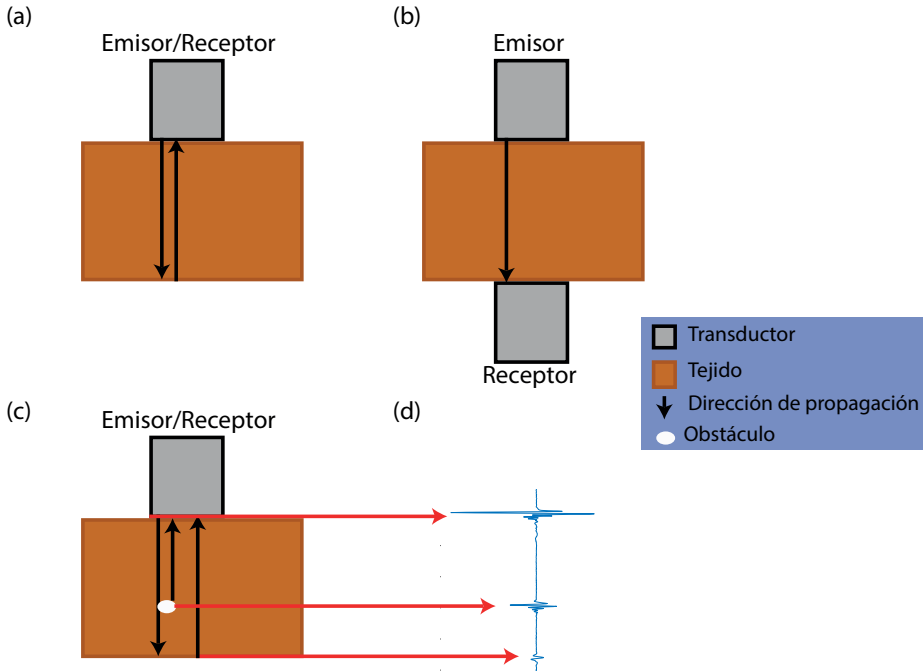 (a)
Emisor/Receptor
(b)
Emisor
Receptor
Transductor
Tejido
Dirección de propagación
Obstáculo
(c)
Emisor/Receptor
(d)